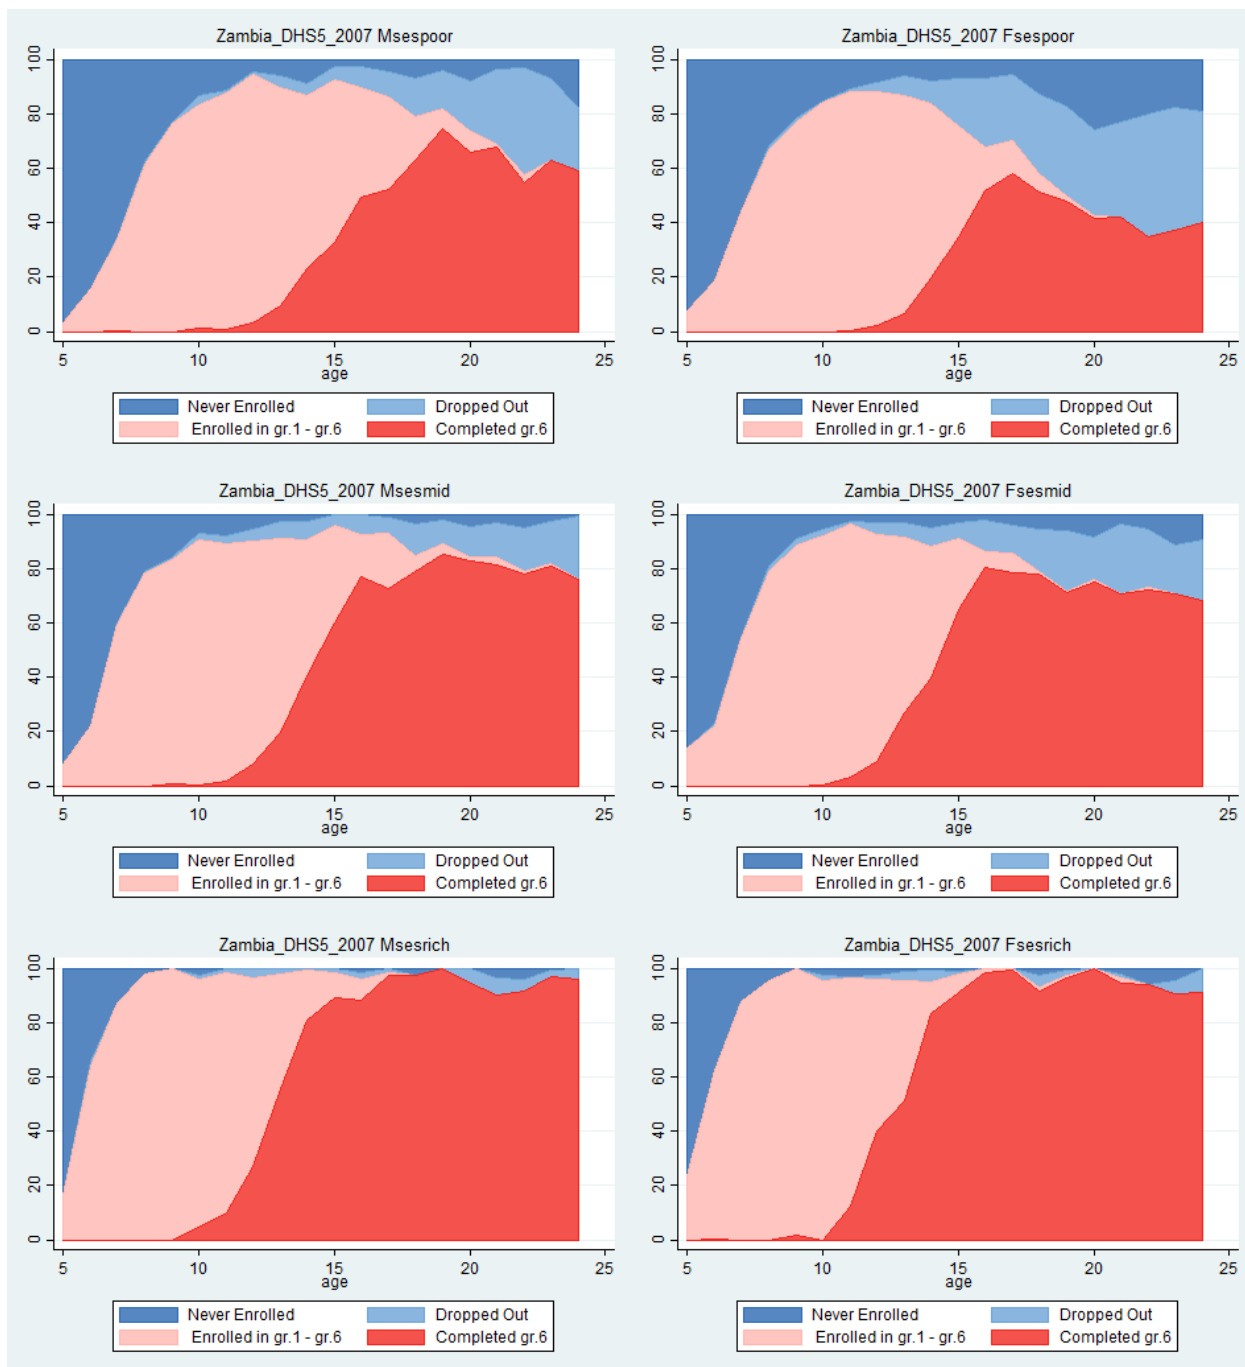 Zambia_DHS5_2007 Msespoor
100
80
60
40
20
0
5 10 15 20 25
age
Never Enrolled Dropped Out
Enrolled in gr.1 - gr.6 Completed gr.6
Zambia_DHS5_2007 Fsespoor
100
80
60
40
20
0
5 10 15 20 25
age
Never Enrolled Dropped Out
Enrolled in gr.1 - gr.6 Completed gr.6
Zambia_DHS5_2007 Msesmid
100
80
60
40
20
0
5 10 15 20 25
age
Never Enrolled Dropped Out
Enrolled in gr.1 - gr.6 Completed gr.6
Zambia_DHS5_2007 Fsesmid
100
80
60
40
20
0
5 10 15 20 25
age
Never Enrolled Dropped Out
Enrolled in gr.1 - gr.6 Completed gr.6
Zambia_DHS5_2007 Msesrich
100
80
60
40
20
0
5 10 15 20 25
age
Never Enrolled Dropped Out
Enrolled in gr.1 - gr.6 Completed gr.6
Zambia_DHS5_2007 Fsesrich
100
80
60
40
20
0
5 10 15 20 25
age
Never Enrolled Dropped Out
Enrolled in gr.1 - gr.6 Completed gr.6